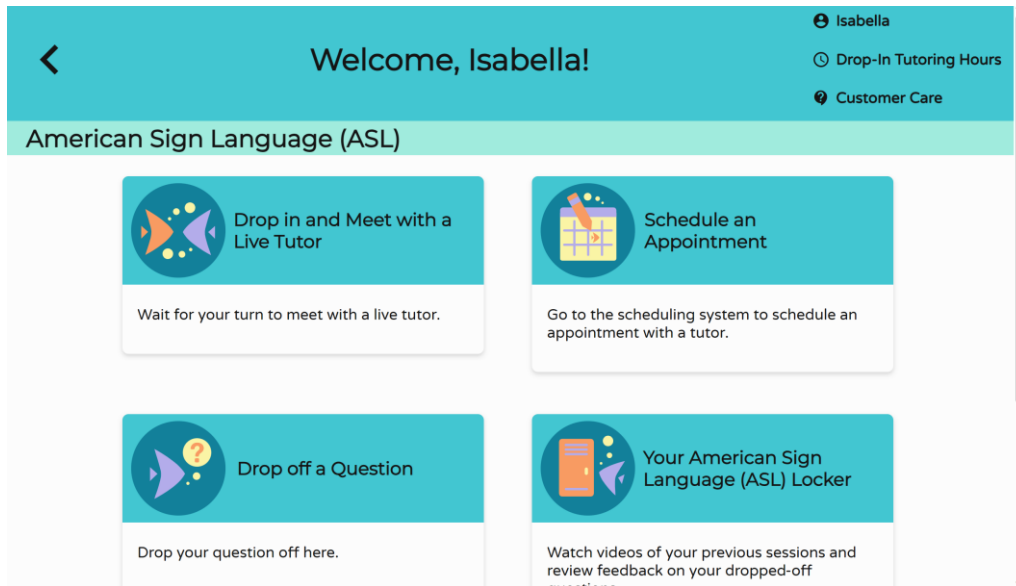 Welcome, Isabella!
Isabella
Drop-In Tutoring Hours
Customer Care
American Sign Language (ASL)
Drop in and Meet with a
Live Tutor
Wait for your turn to meet with a live tutor.
Schedule an
Appointment
Go to the scheduling system to schedule an
appointment with a tutor.
Drop off a Question
Drop your question off here.
Your American Sign
Language (ASL) Locker
Watch videos of your previous sessions and
review feedback on your dropped-off